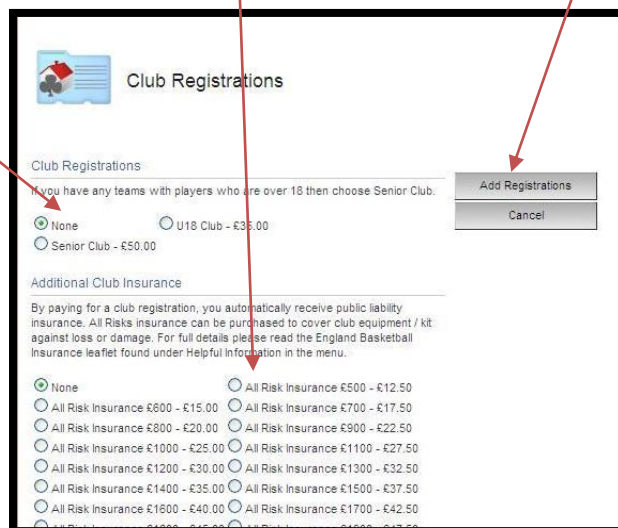 Club Registrations
Club Registrations
If you have any teams with players who are over 18 then choose Senior Club.
None U18 Club - £35.00
Senior Club - £50.00
Add Registrations
Cancel
Additional Club Insurance
By paying for a club registration, you automatically receive public liability
insurance. All Risks insurance can be purchased to cover club equipment / kit
against loss or damage. For full details please read the England Basketball
Insurance leaflet found under Helpful Information in the menu.
None All Risk Insurance £500 - £12.50
All Risk Insurance £600 - £15.00 All Risk Insurance £700 - £17.50
All Risk Insurance £800 - £20.00 All Risk Insurance £900 - £22.50
All Risk Insurance £1000 - £25.00 All Risk Insurance £1100 - £27.50
All Risk Insurance £1200 - £30.00 All Risk Insurance £1300 - £32.50
All Risk Insurance £1400 - £35.00 All Risk Insurance £1500 - £37.50
All Risk Insurance £1600 - £40.00 All Risk Insurance £1700 - £42.50